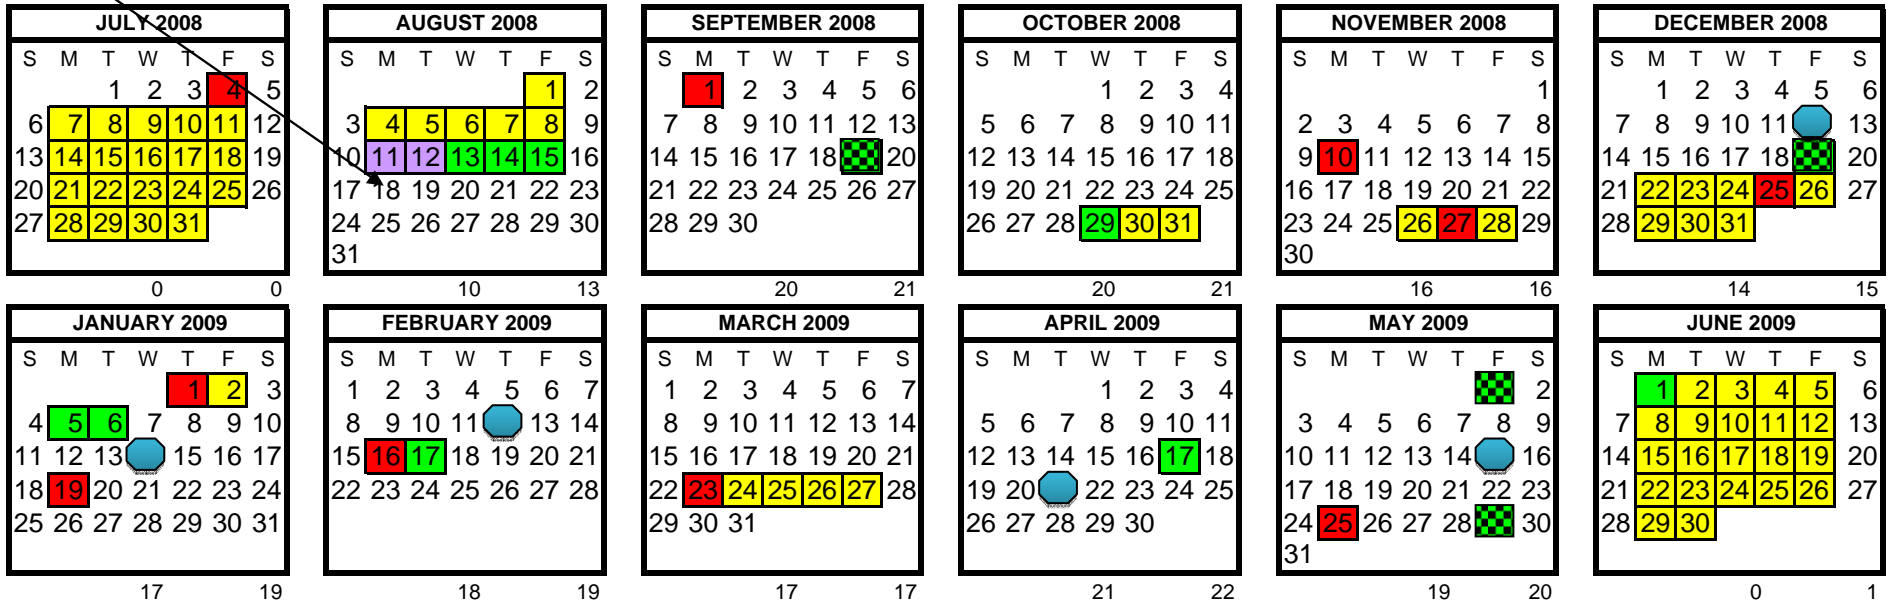 JULY 2008
S M T W T F S
1 2 3 4 5
6 7 8 9 10 11 12
13 14 15 16 17 18 19
20 21 22 23 24 25 26
27 28 29 30 31
0 0
AUGUST 2008
S M T W T F S
1 2
3 4 5 6 7 8 9
10 11 12 13 14 15 16
17 18 19 20 21 22 23
24 25 26 27 28 29 30
31
10 13
SEPTEMBER 2008
S M T W T F S
1 2 3 4 5 6
7 8 9 10 11 12 13
14 15 16 17 18 20
21 22 23 24 25 26 27
28 29 30
20 21
OCTOBER 2008
S M T W T F S
1 2 3 4
5 6 7 8 9 10 11
12 13 14 15 16 17 18
19 20 21 22 23 24 25
26 27 28 29 30 31
20 21
NOVEMBER 2008
S M T W T F S
1
2 3 4 5 6 7 8
9 10 11 12 13 14 15
16 17 18 19 20 21 22
23 24 25 26 27 28 29
30
16 16
DECEMBER 2008
S M T W T F S
1 2 3 4 5 6
7 8 9 10 11 13
14 15 16 17 18 20
21 22 23 24 25 26 27
28 29 30 31
14 15
JANUARY 2009
S M T W T F S
1 2 3
4 5 6 7 8 9 10
11 12 13 15 16 17
18 19 20 21 22 23 24
25 26 27 28 29 30 31
17 19
FEBRUARY 2009
S M T W T F S
1 2 3 4 5 6 7
8 9 10 11 13 14
15 16 17 18 19 20 21
22 23 24 25 26 27 28
18 19
MARCH 2009
S M T W T F S
1 2 3 4 5 6 7
8 9 10 11 12 13 14
15 16 17 18 19 20 21
22 23 24 25 26 27 28
29 30 31
17 17
APRIL 2009
S M T W T F S
1 2 3 4
5 6 7 8 9 10 11
12 13 14 15 16 17 18
19 20 22 23 24 25
26 27 28 29 30
21 22
MAY 2009
S M T W T F S
2
3 4 5 6 7 8 9
10 11 12 13 14 16
17 18 19 20 21 22 23
24 25 26 27 28 30
31
19 20
JUNE 2009
S M T W T F S
1 2 3 4 5 6
7 8 9 10 11 12 13
14 15 16 17 18 19 20
21 22 23 24 25 26 27
28 29 30
0 1